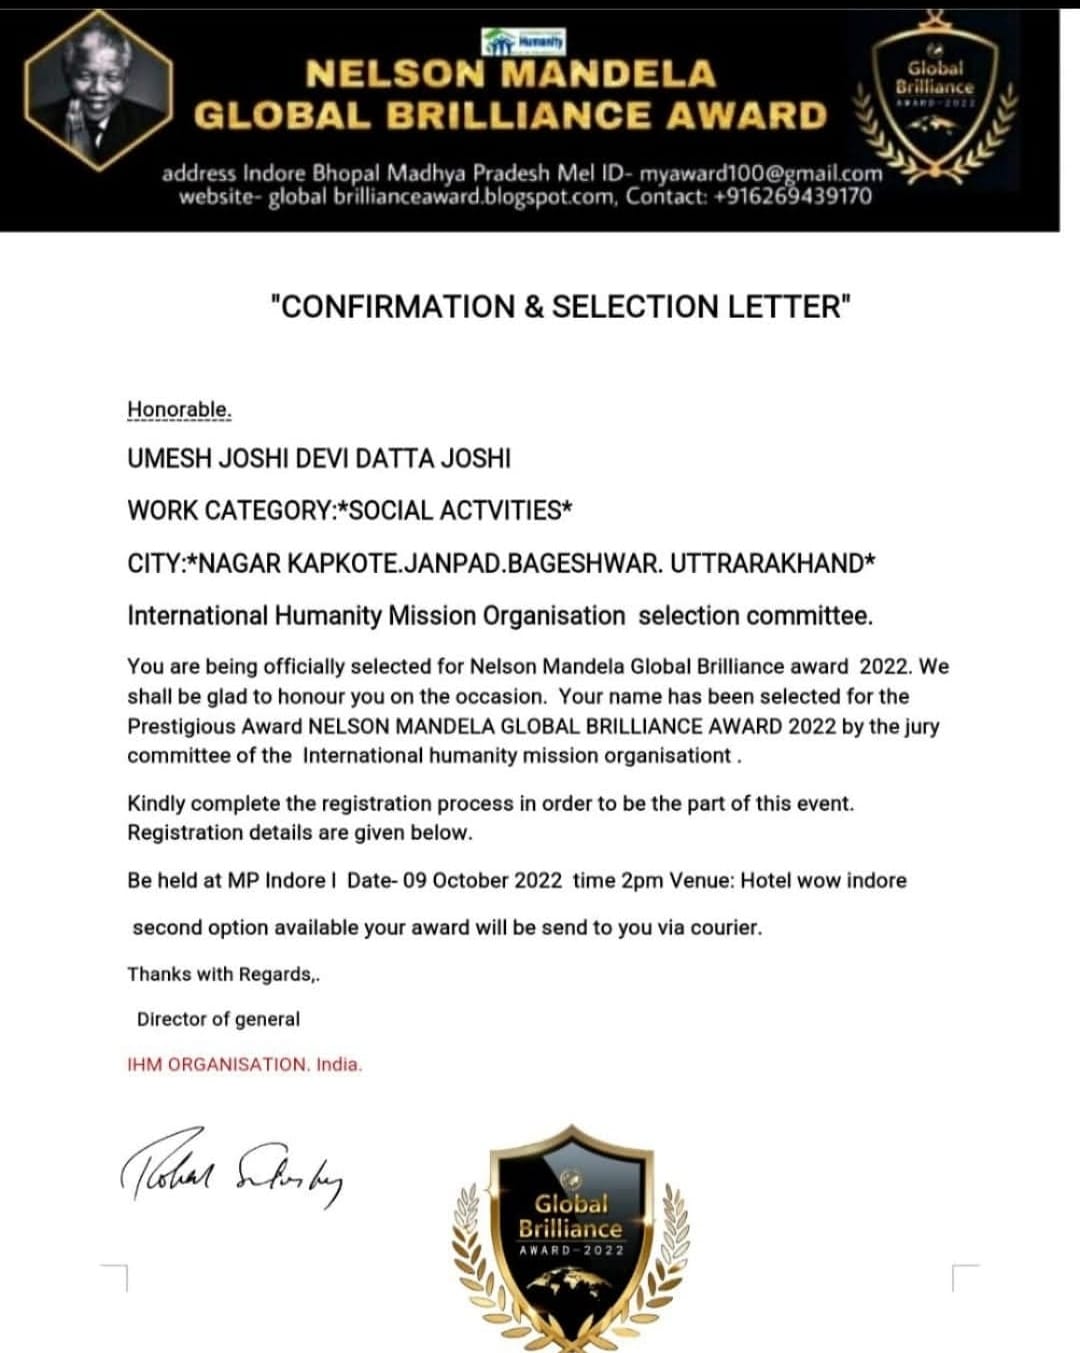 Humanity
NELSON MANDELA
GLOBAL BRILLIANCE AWARD
Global
Brilliance
AWARD-2022
address Indore Bhopal Madhya Pradesh Mel ID- myaward100@gmail.com
website- global brillianceaward.blogspot.com, Contact: +916269439170
"CONFIRMATION & SELECTION LETTER"
Honorable.
UMESH JOSHI DEVI DATTA JOSHI
WORK CATEGORY:*SOCIAL ACTVITIES*
CITY:*NAGAR KAPKOTE.JANPAD.BAGESHWAR. UTTRARAKHAND*
International Humanity Mission Organisation  selection committee.
You are being officially selected for Nelson Mandela Global Brilliance award  2022. We
shall be glad to honour you on the occasion.  Your name has been selected for the
Prestigious Award NELSON MANDELA GLOBAL BRILLIANCE AWARD 2022 by the jury
committee of the  International humanity mission organisationt .
Kindly complete the registration process in order to be the part of this event.
Registration details are given below.
Be held at MP Indore I  Date- 09 October 2022  time 2pm Venue: Hotel wow indore
second option available your award will be send to you via courier.
Thanks with Regards,.
Director of general
IHM ORGANISATION. India.
Global
Brilliance
AWARD-2022